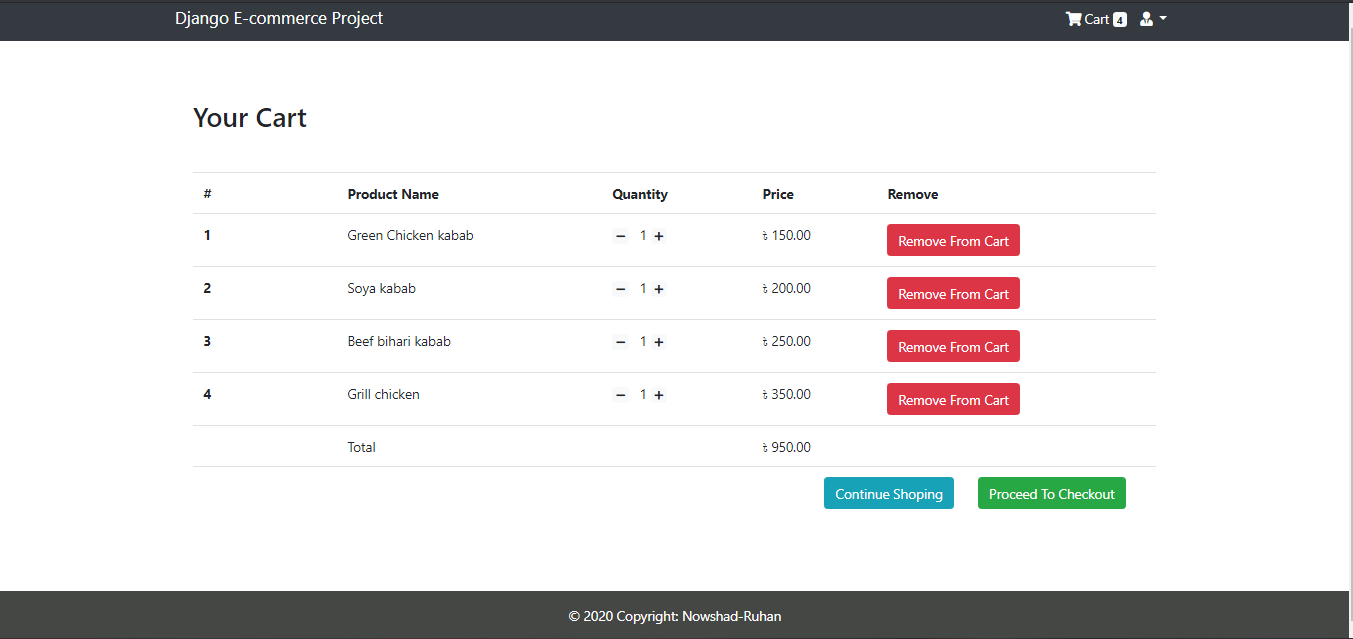 Django E-commerce Project Cart 4
Your Cart
# Product Name Quantity Price Remove
1 Green Chicken kabab − 1 + ৳ 150.00 Remove From Cart
2 Soya kabab − 1 + ৳ 200.00 Remove From Cart
3 Beef bihari kabab − 1 + ৳ 250.00 Remove From Cart
4 Grill chicken − 1 + ৳ 350.00 Remove From Cart
Total ৳ 950.00
Continue Shoping Proceed To Checkout
© 2020 Copyright: Nowshad-Ruhan